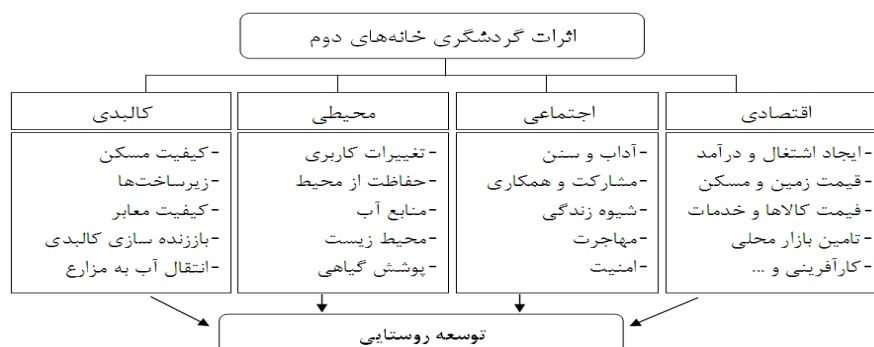 اثرات گردشگری خانه‌های دوم
اقتصادی
-ایجاد اشتغال و درآمد
-قیمت زمین و مسکن
-قیمت کالاها و خدمات
-تامین بازار محلی
-کارآفرینی و ...
اجتماعی
-آداب و سنن
-مشارکت و همکاری
-شیوه زندگی
-مهاجرت
-امنیت
محیطی
-تغییرات کاربری
-حفاظت از محیط
-منابع آب
-محیط زیست
-پوشش گیاهی
کالبدی
-کیفیت مسکن
-زیرساخت‌ها
-کیفیت معابر
-باززنده سازی کالبدی
-انتقال آب به مزارع
توسعه روستایی